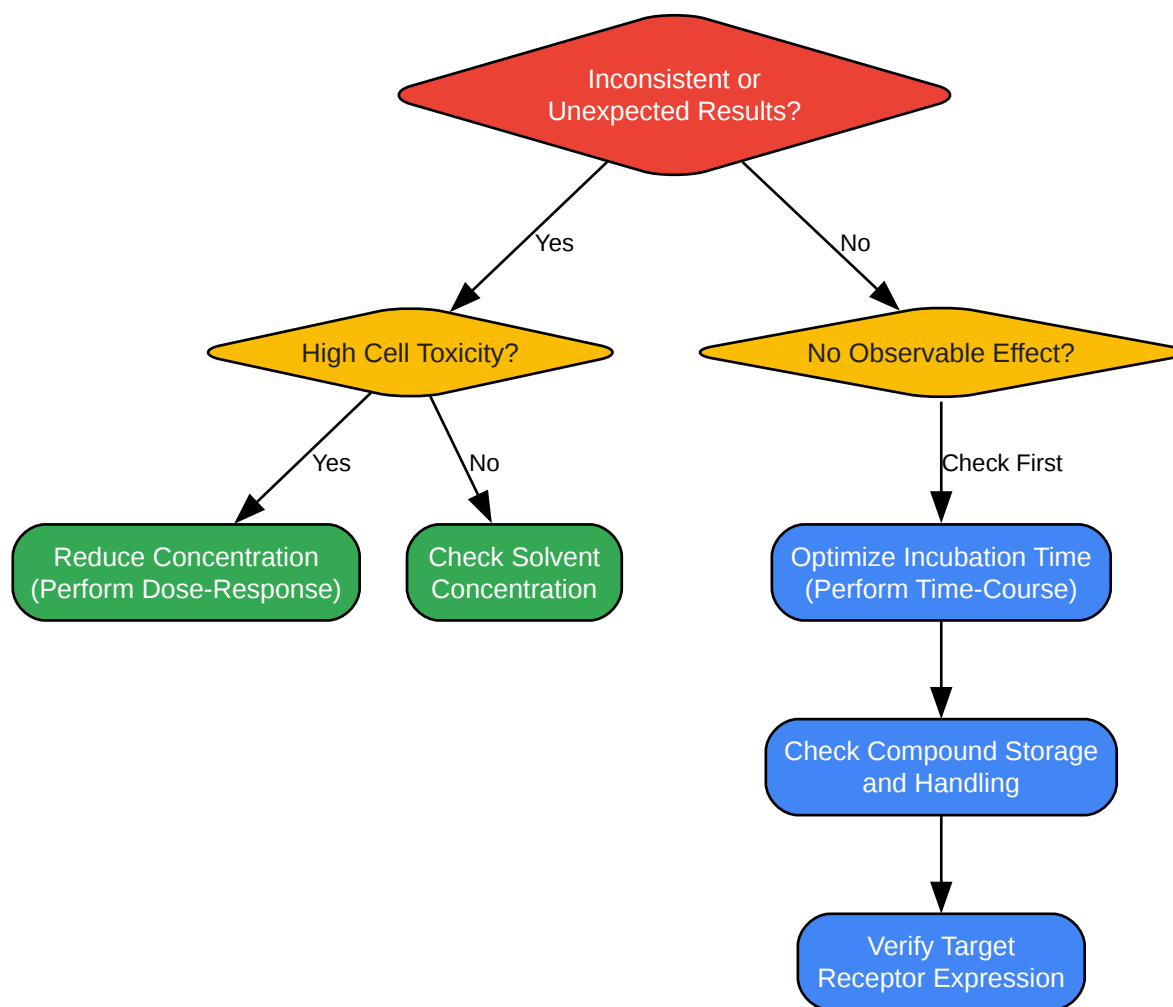 Inconsistent or
Unexpected Results?
Yes
No
High Cell Toxicity?
No Observable Effect?
Yes
No
Check First
Reduce Concentration
(Perform Dose-Response)
Check Solvent
Concentration
Optimize Incubation Time
(Perform Time-Course)
Check Compound Storage
and Handling
Verify Target
Receptor Expression